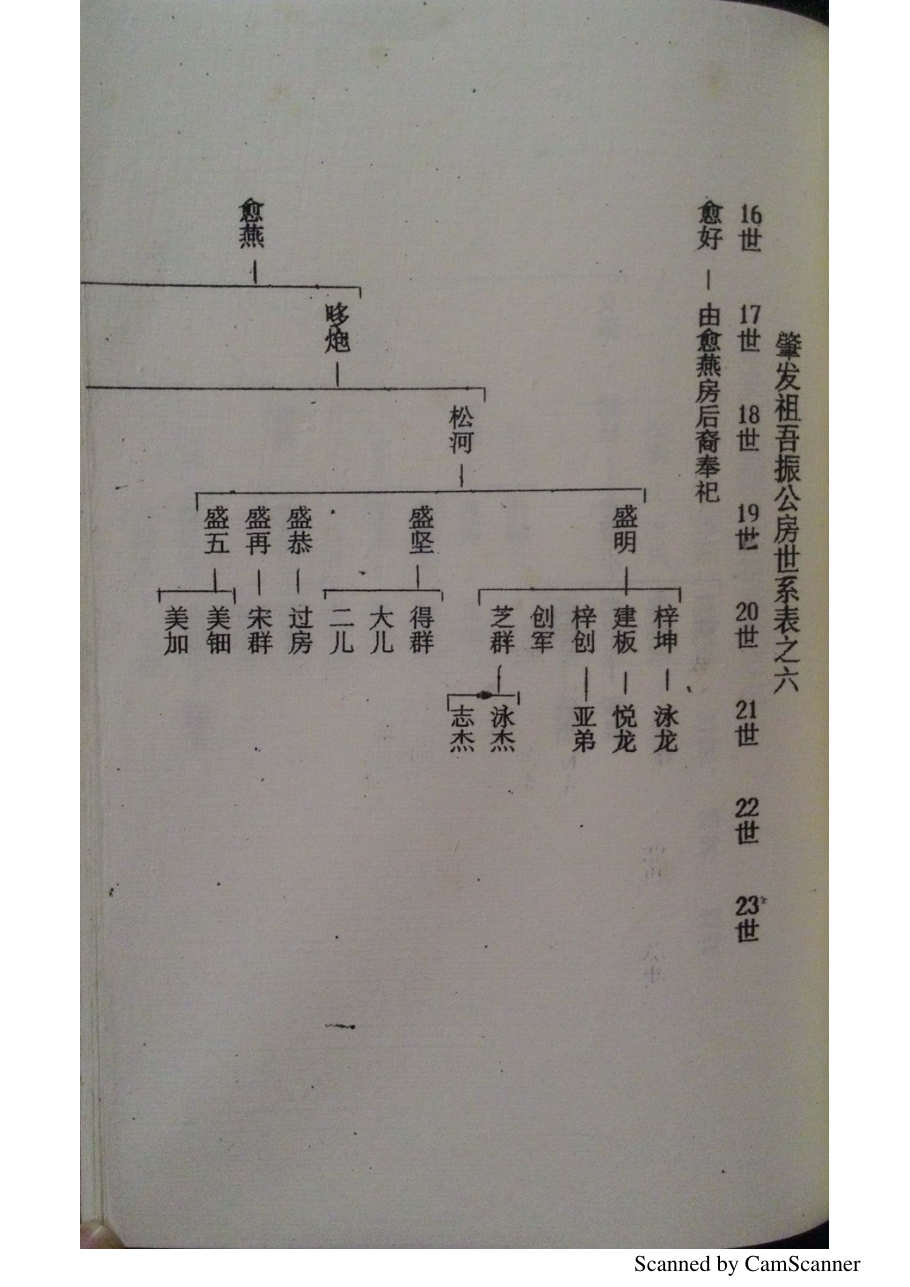 肇发祖吾振公房世系表之六
16世 17世 18世 19世 20世 21世 22世 23世
愈好 — 由愈燕房后裔奉祀
愈燕
哆炮
松河
盛明 盛坚 盛恭 盛再 盛五
梓坤 建板 梓创 创军 芝群 得群 大儿 二儿 过房 宋群 美钿 美加
泳龙 悦龙 亚弟 泳杰 志杰
Scanned by CamScanner